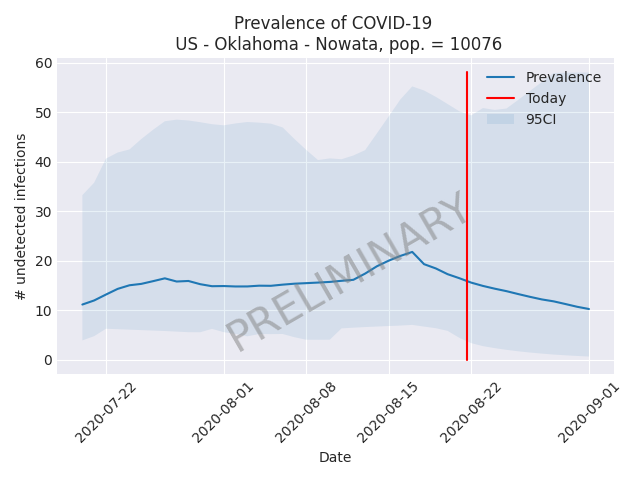 Prevalence of COVID-19
US - Oklahoma - Nowata, pop. = 10076
60
50
40
30
20
10
0
# undetected infections
Prevalence
Today
95CI
PRELIMINARY
2020-07-22
2020-08-01
2020-08-08
2020-08-15
2020-08-22
2020-09-01
Date